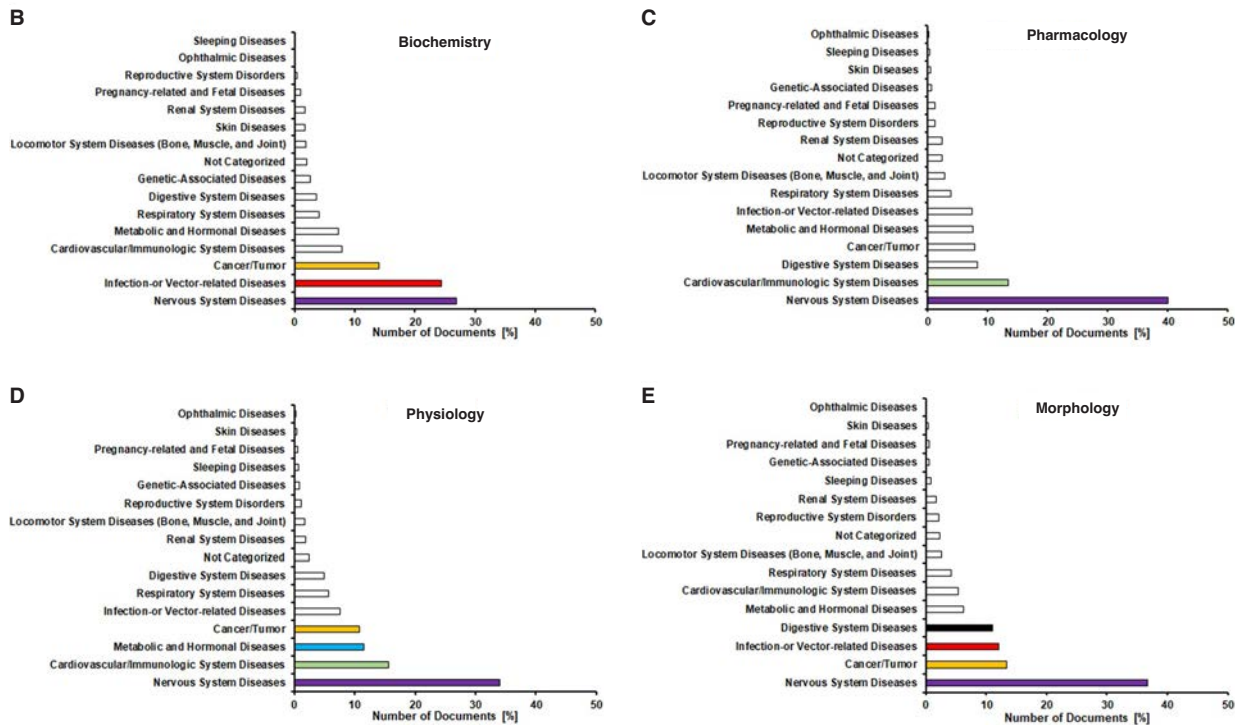 B
Biochemistry
Sleeping Diseases
Ophthalmic Diseases
Reproductive System Disorders
Pregnancy-related and Fetal Diseases
Renal System Diseases
Skin Diseases
Locomotor System Diseases (Bone, Muscle, and Joint)
Not Categorized
Genetic-Associated Diseases
Digestive System Diseases
Respiratory System Diseases
Metabolic and Hormonal Diseases
Cardiovascular/Immunologic System Diseases
Cancer/Tumor
Infection-or Vector-related Diseases
Nervous System Diseases
0 10 20 30 40 50
Number of Documents [%]
C
Pharmacology
Ophthalmic Diseases
Sleeping Diseases
Skin Diseases
Genetic-Associated Diseases
Pregnancy-related and Fetal Diseases
Reproductive System Disorders
Renal System Diseases
Not Categorized
Locomotor System Diseases (Bone, Muscle, and Joint)
Respiratory System Diseases
Infection-or Vector-related Diseases
Metabolic and Hormonal Diseases
Cancer/Tumor
Digestive System Diseases
Cardiovascular/Immunologic System Diseases
Nervous System Diseases
0 10 20 30 40 50
Number of Documents [%]
D
Physiology
Ophthalmic Diseases
Skin Diseases
Pregnancy-related and Fetal Diseases
Sleeping Diseases
Genetic-Associated Diseases
Reproductive System Disorders
Locomotor System Diseases (Bone, Muscle, and Joint)
Renal System Diseases
Not Categorized
Digestive System Diseases
Respiratory System Diseases
Infection-or Vector-related Diseases
Cancer/Tumor
Metabolic and Hormonal Diseases
Cardiovascular/Immunologic System Diseases
Nervous System Diseases
0 10 20 30 40 50
Number of Documents [%]
E
Morphology
Ophthalmic Diseases
Skin Diseases
Pregnancy-related and Fetal Diseases
Genetic-Associated Diseases
Sleeping Diseases
Renal System Diseases
Reproductive System Disorders
Not Categorized
Locomotor System Diseases (Bone, Muscle, and Joint)
Respiratory System Diseases
Cardiovascular/Immunologic System Diseases
Metabolic and Hormonal Diseases
Digestive System Diseases
Infection-or Vector-related Diseases
Cancer/Tumor
Nervous System Diseases
0 10 20 30 40 50
Number of Documents [%]